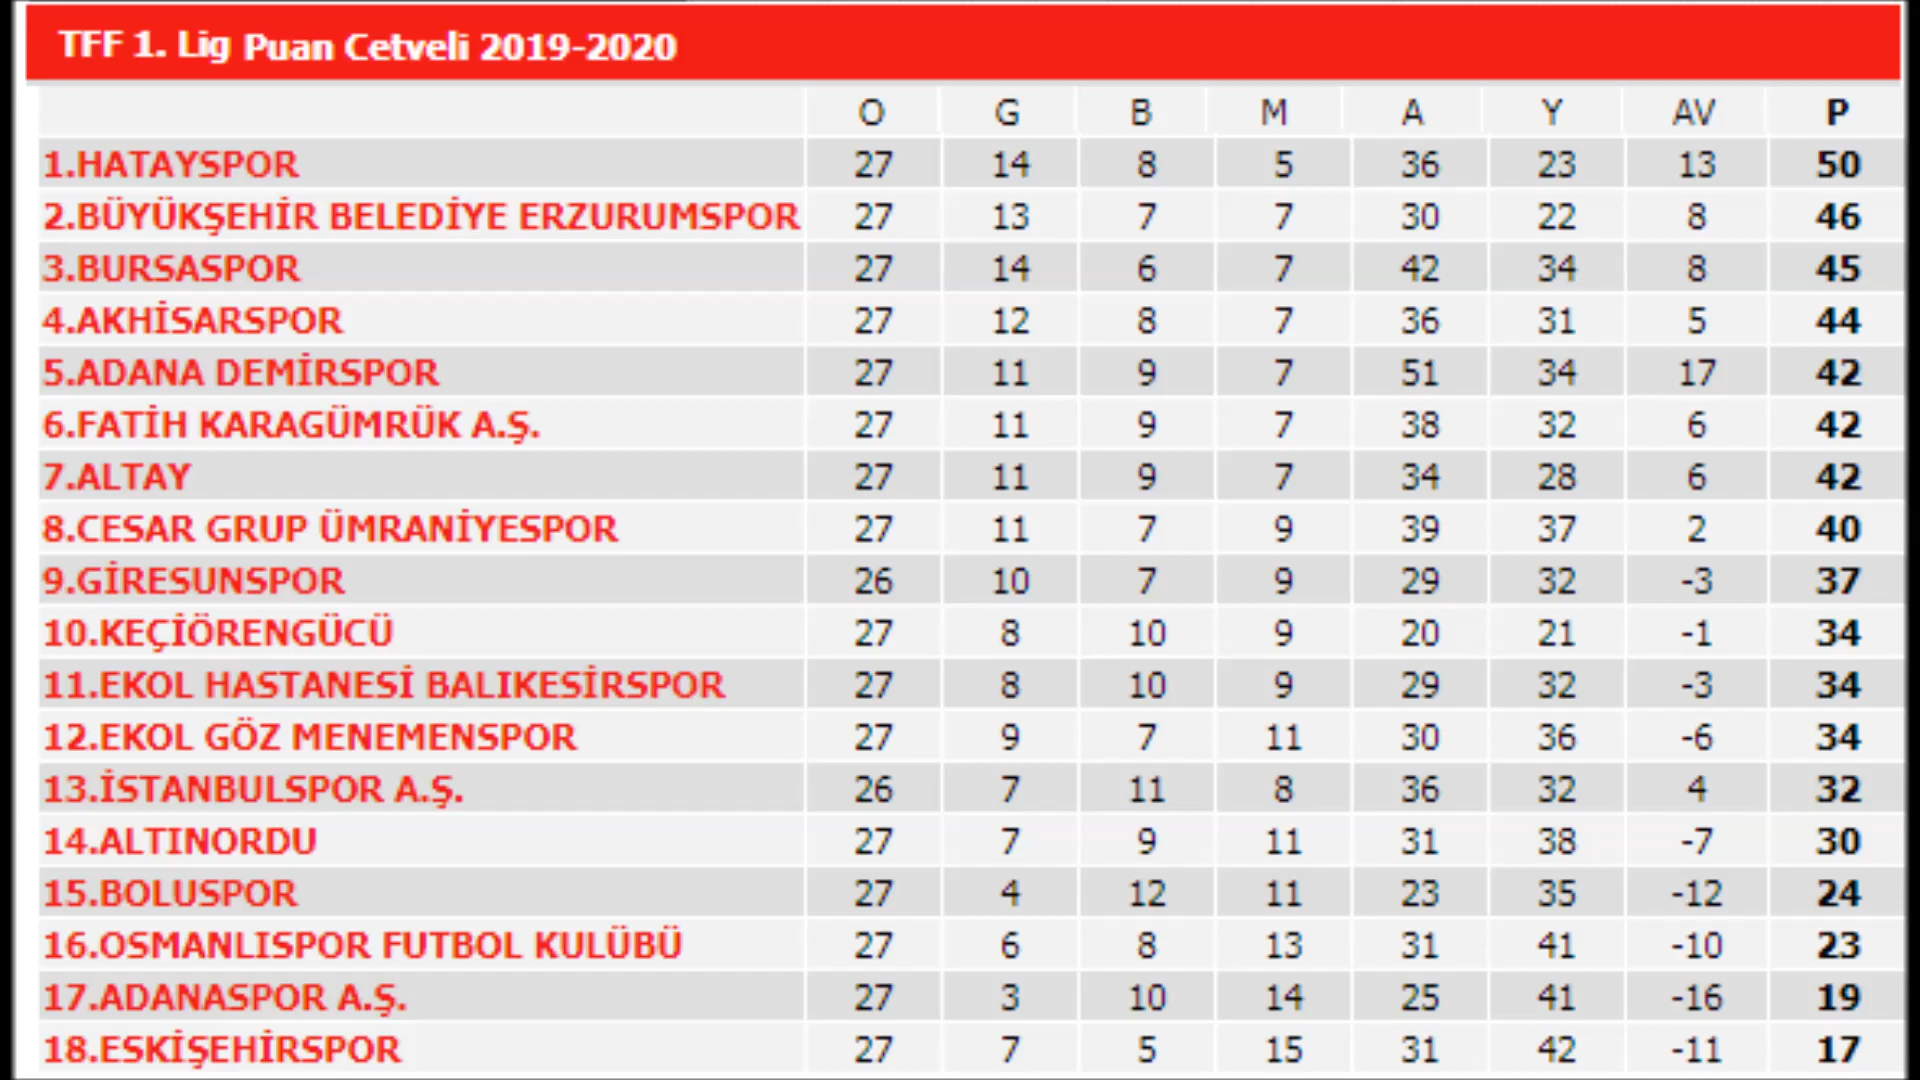 TFF 1. Lig Puan Cetveli 2019-2020
O G B M A Y AV P
1.HATAYSPOR 27 14 8 5 36 23 13 50
2.BÜYÜKŞEHİR BELEDİYE ERZURUMSPOR 27 13 7 7 30 22 8 46
3.BURSASPOR 27 14 6 7 42 34 8 45
4.AKHİSARSPOR 27 12 8 7 36 31 5 44
5.ADANA DEMİRSPOR 27 11 9 7 51 34 17 42
6.FATİH KARAGÜMRÜK A.Ş. 27 11 9 7 38 32 6 42
7.ALTAY 27 11 9 7 34 28 6 42
8.CESAR GRUP ÜMRANİYESPOR 27 11 7 9 39 37 2 40
9.GİRESUNSPOR 26 10 7 9 29 32 -3 37
10.KEÇİÖRENGÜCÜ 27 8 10 9 20 21 -1 34
11.EKOL HASTANESİ BALIKESİRSPOR 27 8 10 9 29 32 -3 34
12.EKOL GÖZ MENEMENSPOR 27 9 7 11 30 36 -6 34
13.İSTANBULSPOR A.Ş. 26 7 11 8 36 32 4 32
14.ALTINORDU 27 7 9 11 31 38 -7 30
15.BOLUSPOR 27 4 12 11 23 35 -12 24
16.OSMANLISPOR FUTBOL KULÜBÜ 27 6 8 13 31 41 -10 23
17.ADANASPOR A.Ş. 27 3 10 14 25 41 -16 19
18.ESKİŞEHİRSPOR 27 7 5 15 31 42 -11 17